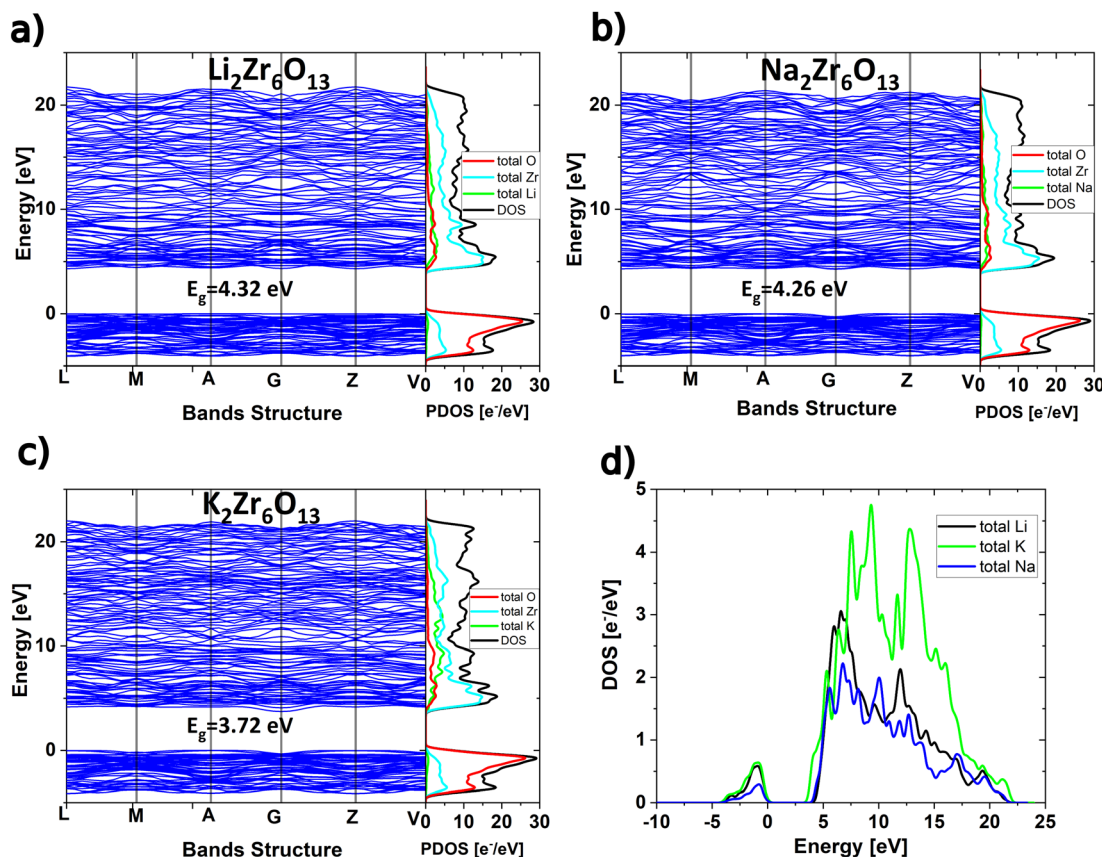 a)
Li₂Zr₆O₁₃
20
10
0
Energy [eV]
E_g=4.32 eV
total O
total Zr
total Li
DOS
L M A G Z V
0 10 20 30
Bands Structure
PDOS [e⁻/eV]
b)
Na₂Zr₆O₁₃
20
10
0
Energy [eV]
E_g=4.26 eV
total O
total Zr
total Na
DOS
L M A G Z V
0 10 20 30
Bands Structure
PDOS [e⁻/eV]
c)
K₂Zr₆O₁₃
20
10
0
Energy [eV]
E_g=3.72 eV
total O
total Zr
total K
DOS
L M A G Z V
0 10 20 30
Bands Structure
PDOS [e⁻/eV]
d)
5
4
3
2
1
0
DOS [e⁻/eV]
total Li
total K
total Na
-10 -5 0 5 10 15 20 25
Energy [eV]